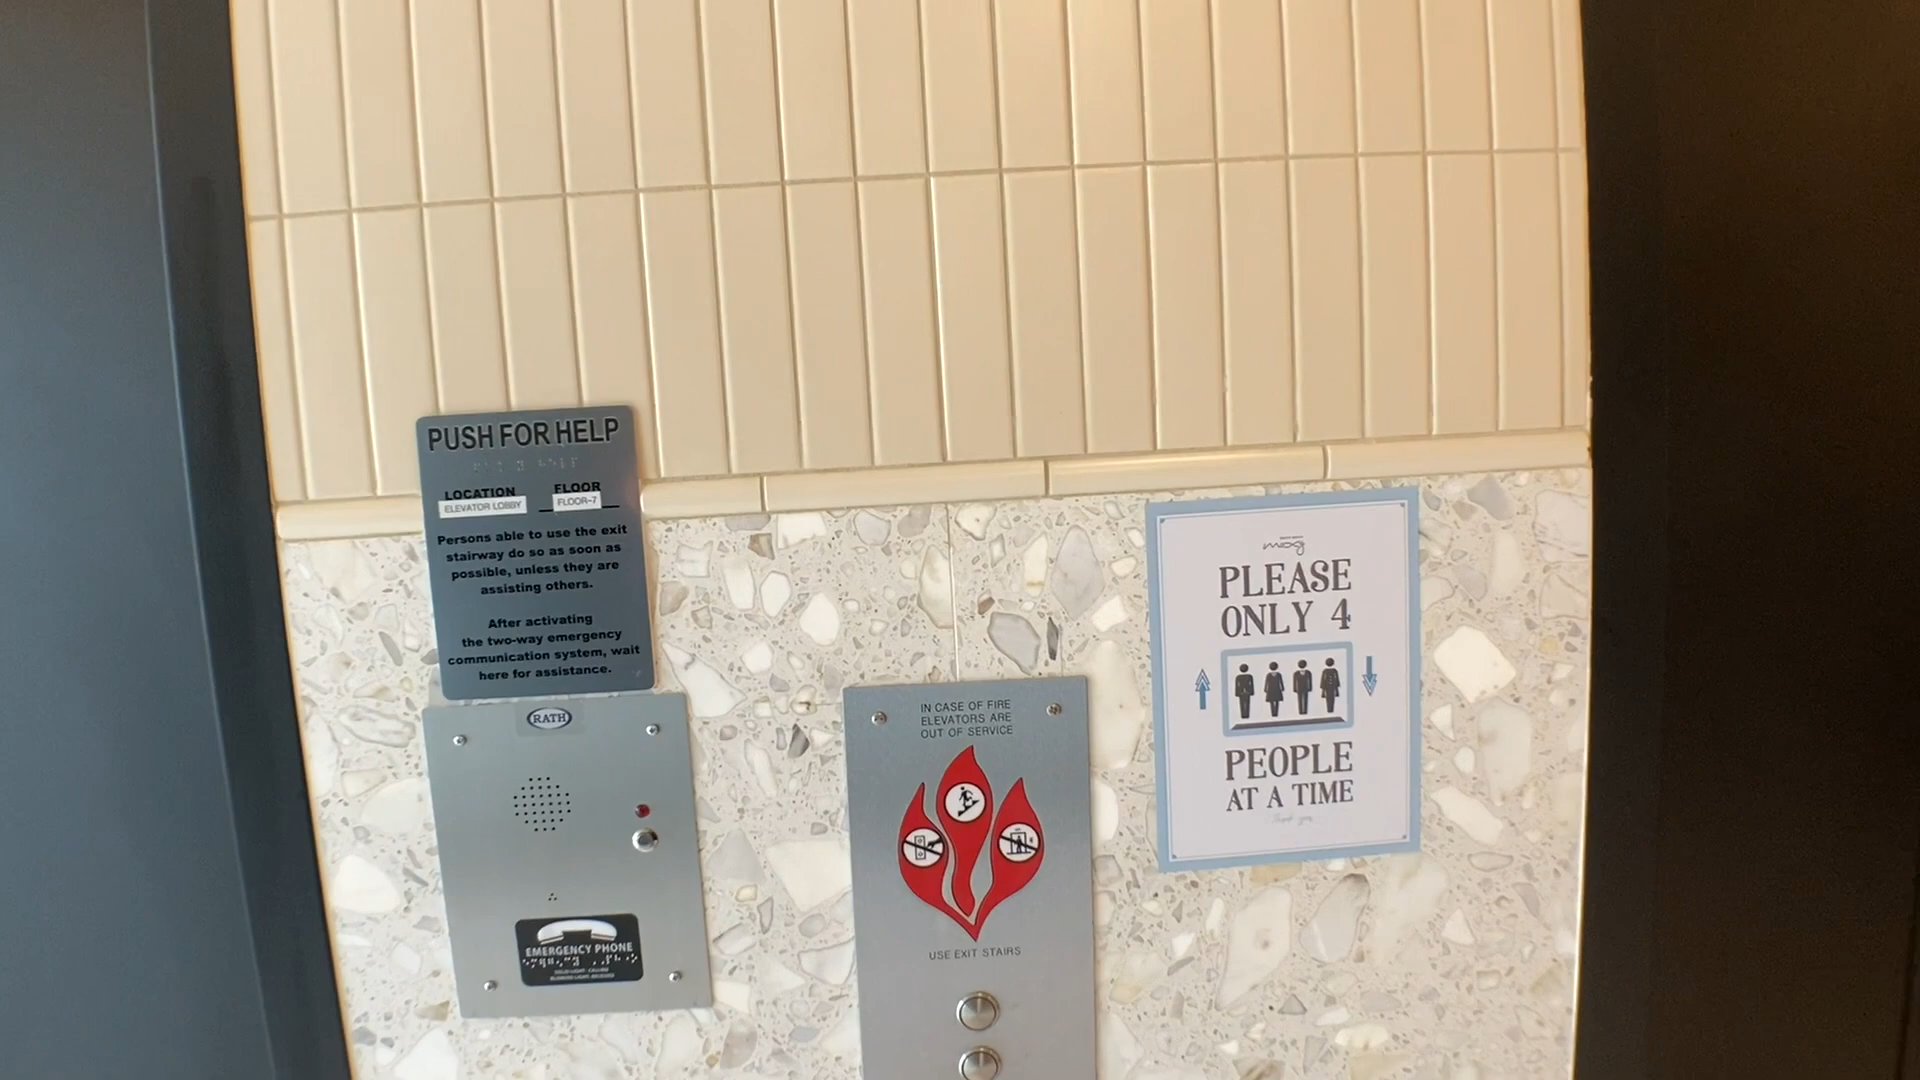 PUSH FOR HELP
LOCATION FLOOR
ELEVATOR LOBBY FLOOR-7
Persons able to use the exit
stairway do so as soon as
possible, unless they are
assisting others.
After activating
the two-way emergency
communication system, wait
here for assistance.
RATH
EMERGENCY PHONE
IN CASE OF FIRE
ELEVATORS ARE
OUT OF SERVICE
USE EXIT STAIRS
PLEASE
ONLY 4
PEOPLE
AT A TIME
Thank you